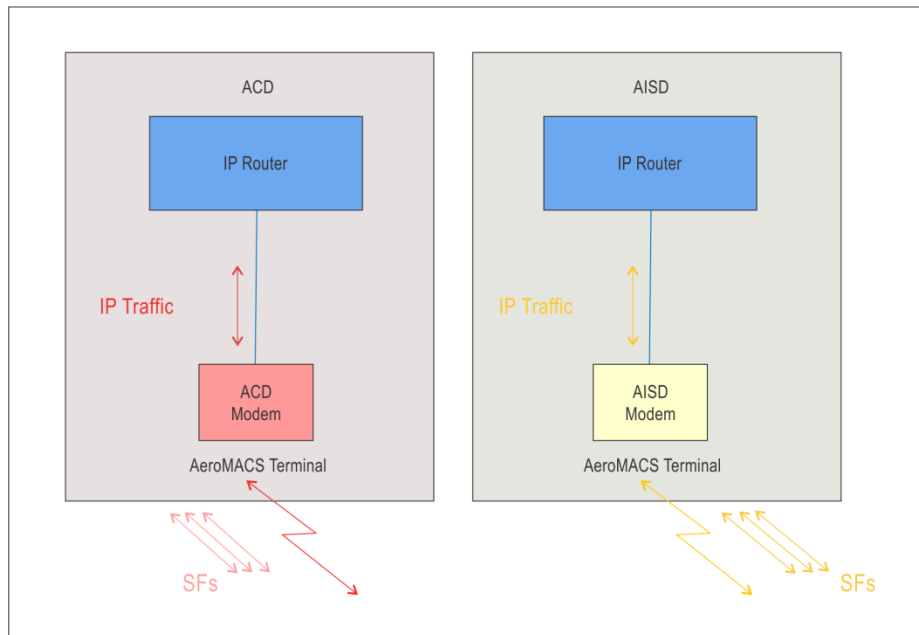 ACD
IP Router
IP Traffic
ACD
Modem
AeroMACS Terminal
SFs
AISD
IP Router
IP Traffic
AISD
Modem
AeroMACS Terminal
SFs